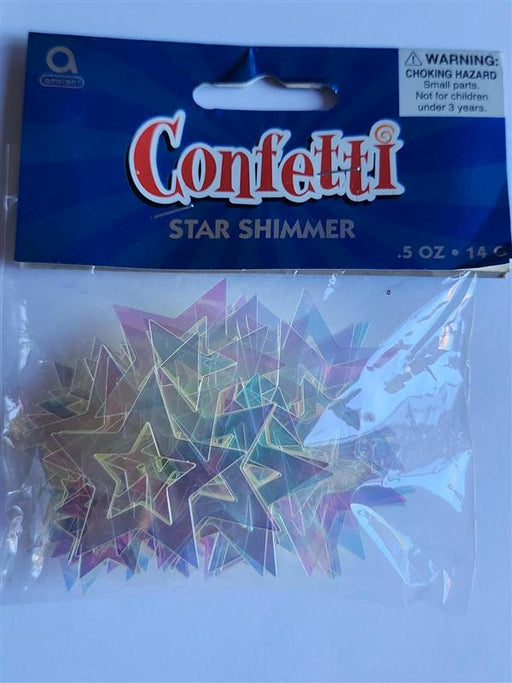 a
amscan
WARNING:
CHOKING HAZARD
Small parts.
Not for children
under 3 years.
Confetti
STAR SHIMMER
.5 OZ • 14 G